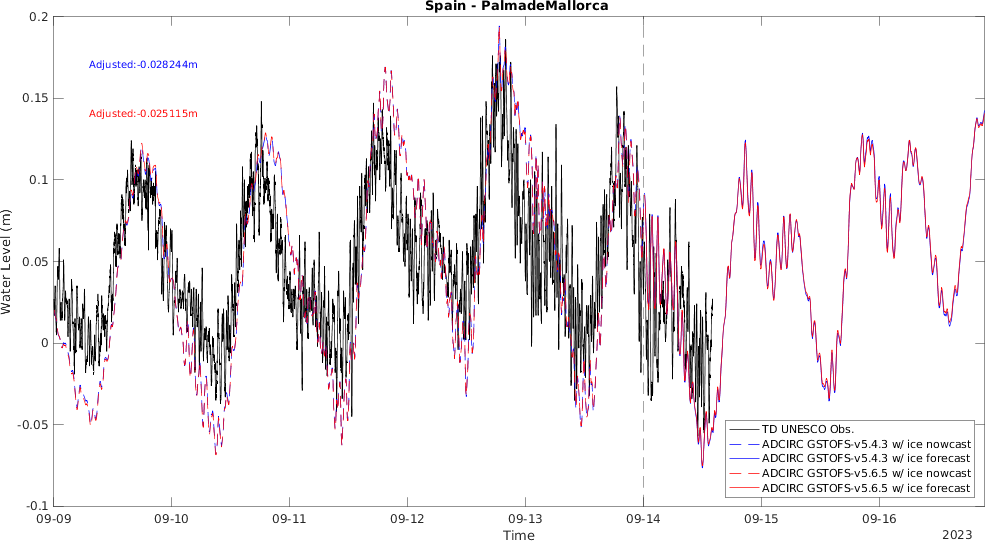 Spain - PalmadeMallorca
0.2
Adjusted:-0.028244m
0.15
Adjusted:-0.025115m
0.1
Water Level (m)
0.05
0
-0.05
-0.1
TD UNESCO Obs.
ADCIRC GSTOFS-v5.4.3 w/ ice nowcast
ADCIRC GSTOFS-v5.4.3 w/ ice forecast
ADCIRC GSTOFS-v5.6.5 w/ ice nowcast
ADCIRC GSTOFS-v5.6.5 w/ ice forecast
09-09 09-10 09-11 09-12 09-13 09-14 09-15 09-16
Time
2023